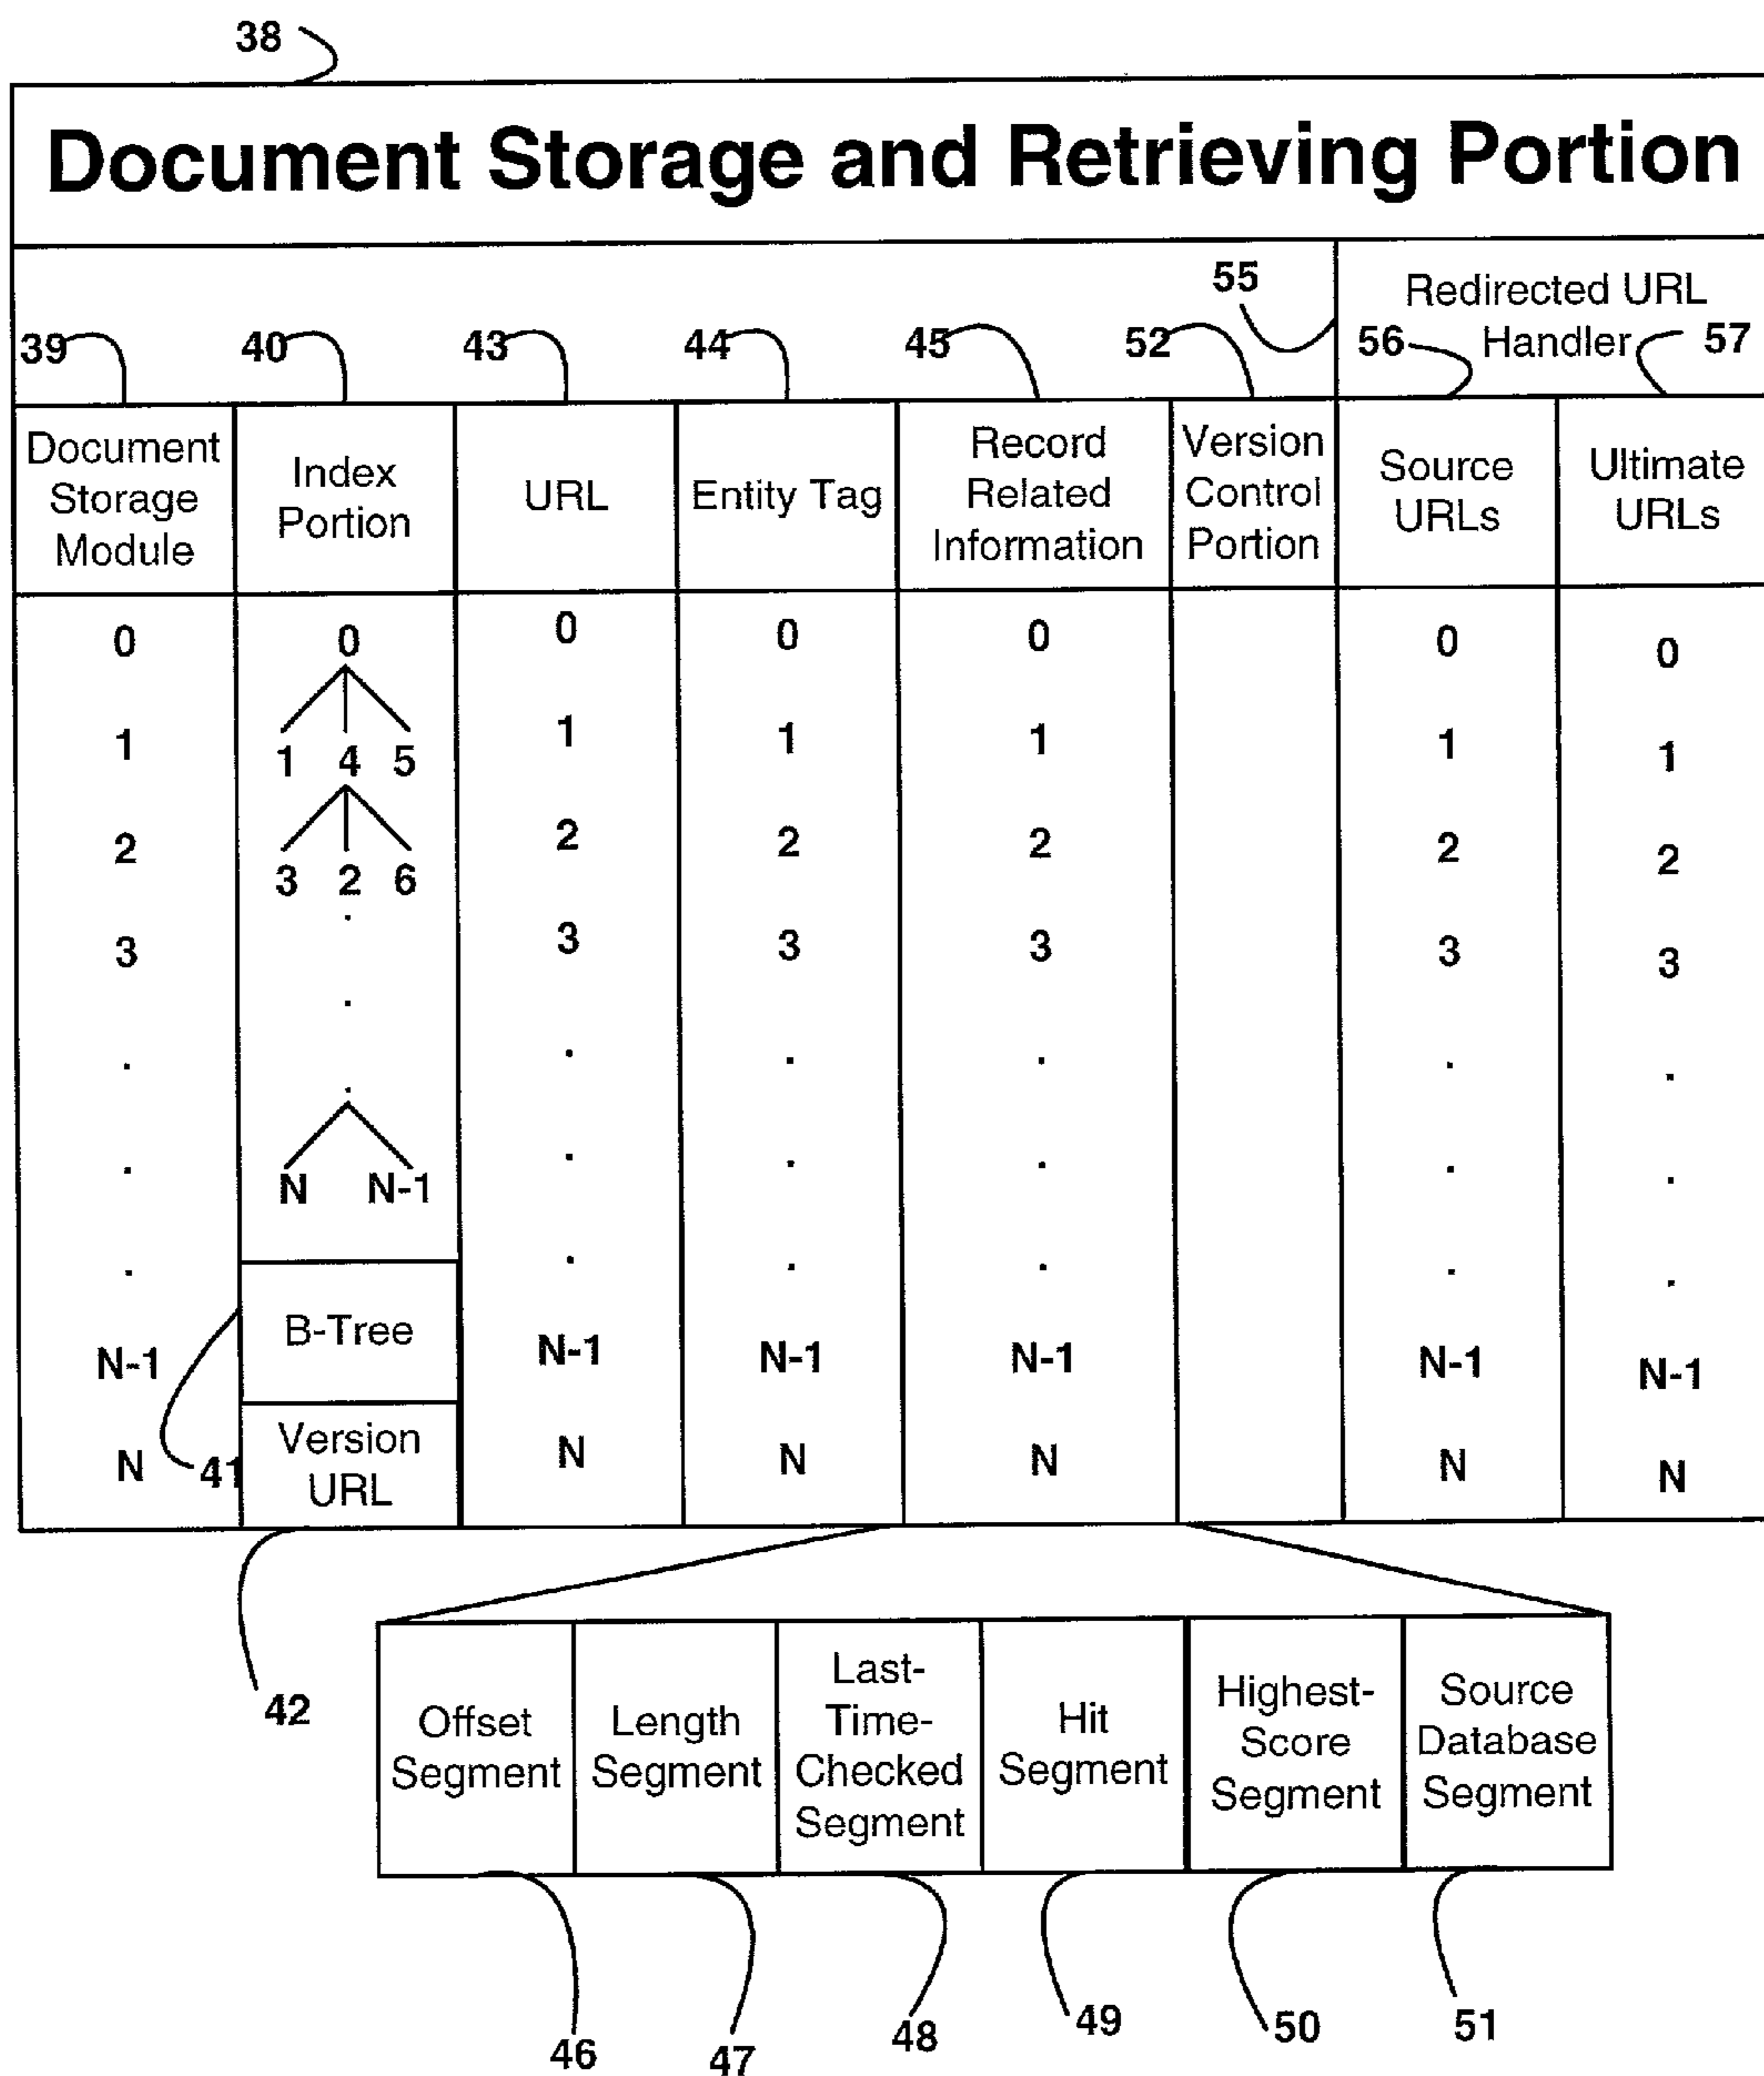 38
Document Storage and Retrieving Portion
55
Redirected URL
Handler
39 40 43 44 45 52 56 57
Document
Storage
Module
Index
Portion
URL
Entity Tag
Record
Related
Information
Version
Control
Portion
Source
URLs
Ultimate
URLs
0 0 0 0 0 0 0
1 1 4 5 1 1 1 1 1
2 3 2 6 2 2 2 2 2
3 . 3 3 3 3 3
. . . . . . .
. . . . . . .
N N-1
. . . . . .
N-1 B-Tree N-1 N-1 N-1 N-1 N-1
N 41 Version
URL
N N N N N
42
Offset
Segment
Length
Segment
Last-
Time-
Checked
Segment
Hit
Segment
Highest-
Score
Segment
Source
Database
Segment
46 47 48 49 50 51